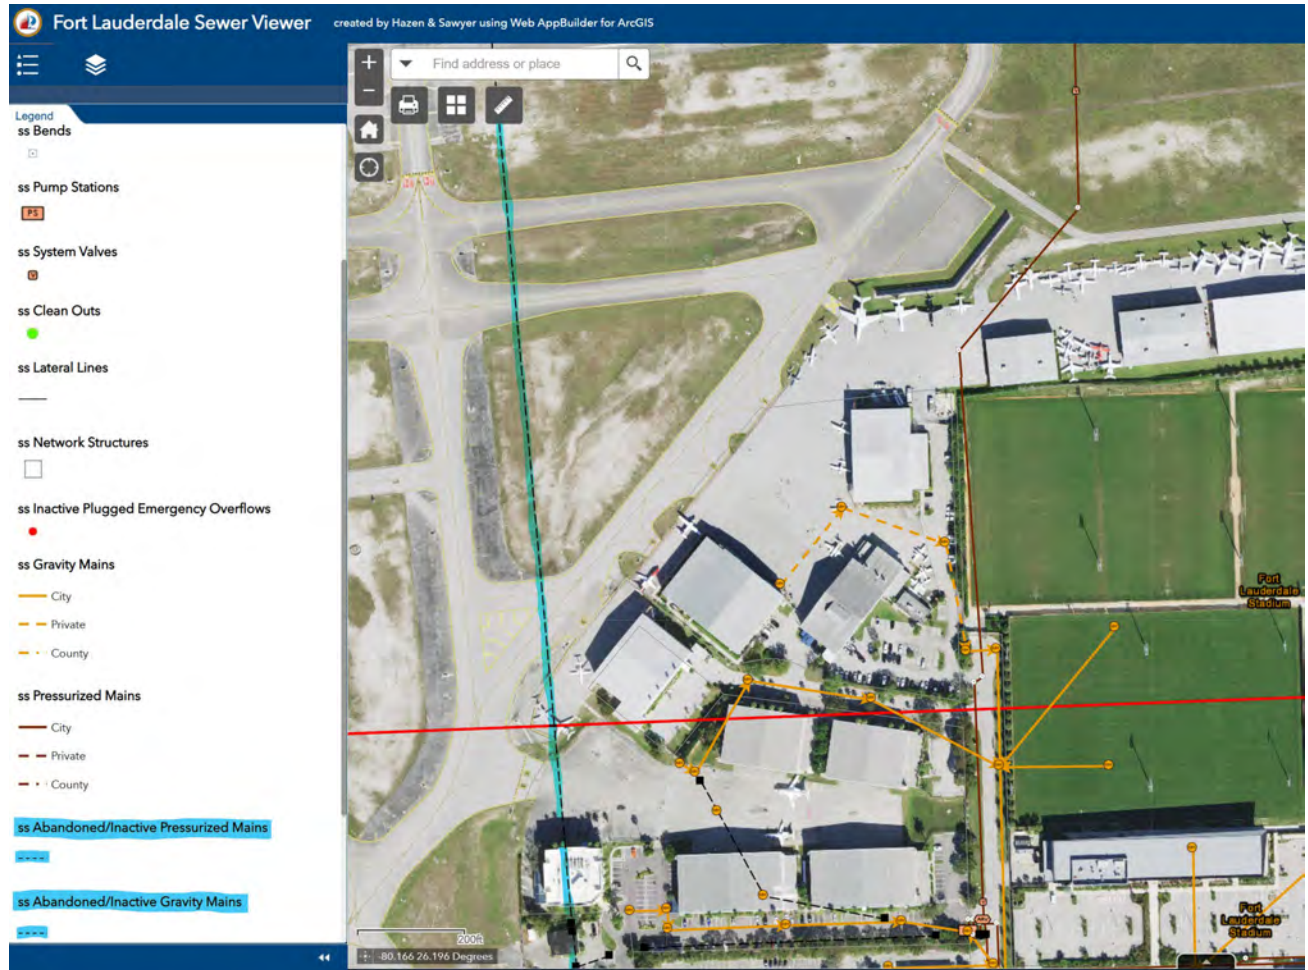 Fort Lauderdale Sewer Viewer
created by Hazen & Sawyer using Web AppBuilder for ArcGIS
Find address or place
Legend
ss Bends
ss Pump Stations
PS
ss System Valves
ss Clean Outs
ss Lateral Lines
ss Network Structures
ss Inactive Plugged Emergency Overflows
ss Gravity Mains
City
Private
County
ss Pressurized Mains
City
Private
County
ss Abandoned/Inactive Pressurized Mains
ss Abandoned/Inactive Gravity Mains
Fort
Lauderdale
Stadium
Fort
Lauderdale
Stadium
200ft
-80.166 26.196 Degrees